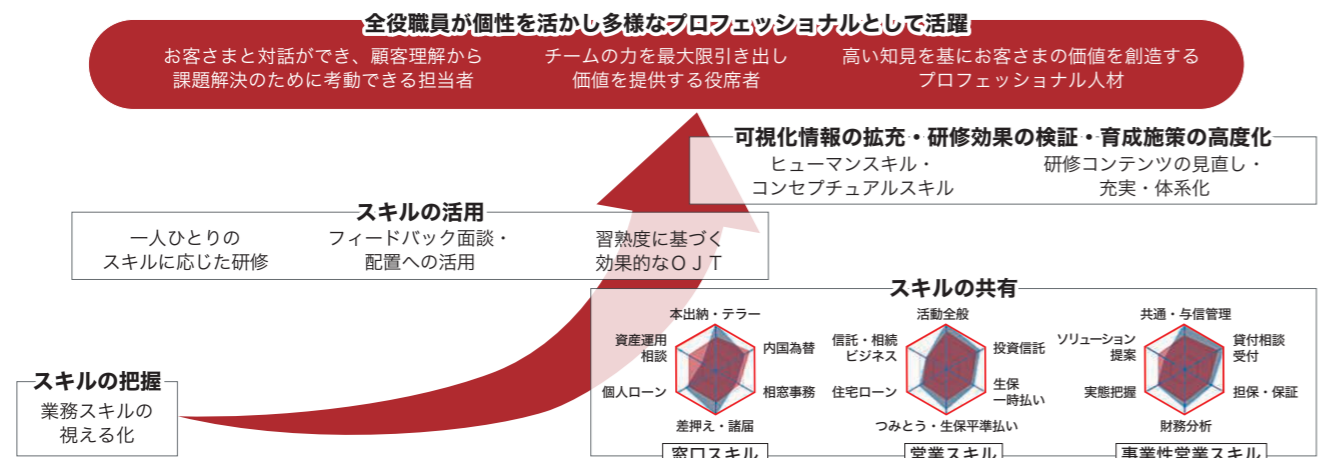 全役職員が個性を活かし多様なプロフェッショナルとして活躍
お客さまと対話ができ、顧客理解から
課題解決のために考動できる担当者
チームの力を最大限引き出し
価値を提供する役席者
高い知見を基にお客さまの価値を創造する
プロフェッショナル人材
可視化情報の拡充・研修効果の検証・育成施策の高度化
ヒューマンスキル・
コンセプチュアルスキル
研修コンテンツの見直し・
充実・体系化
スキルの活用
一人ひとりの
スキルに応じた研修
フィードバック面談・
配置への活用
習熟度に基づく
効果的なＯＪＴ
スキルの共有
本出納・テラー
資産運用
相談
内国為替
個人ローン
相窓事務
差押え・諸届
窓口スキル
活動全般
信託・相続
ビジネス
投資信託
住宅ローン
生保
一時払い
つみとう・生保平準払い
営業スキル
共通・与信管理
ソリューション
提案
貸付相談
受付
実態把握
担保・保証
財務分析
事業性営業スキル
スキルの把握
業務スキルの
視える化